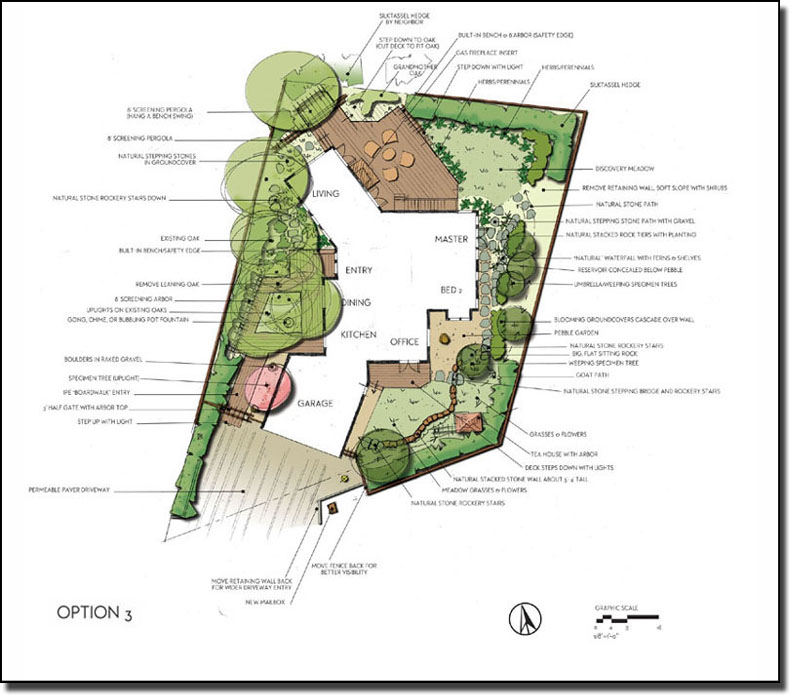 SILKTASSEL HEDGE
BY NEIGHBOR
STEP DOWN TO OAK
(CUT DECK TO FIT OAK)
GRANDMOTHER
OAK
BUILT-IN BENCH & 8' ARBOR (SAFETY EDGE)
GAS FIREPLACE INSERT
STEP DOWN WITH LIGHT
HERBS/PERENNIALS
HERBS/PERENNIALS
SILKTASSEL HEDGE
8' SCREENING PERGOLA
(HANG A BENCH SWING)
8' SCREENING PERGOLA
NATURAL STEPPING STONES
IN GROUNDCOVER
NATURAL STONE ROCKERY STAIRS DOWN
EXISTING OAK
BUILT-IN BENCH/SAFETY EDGE
REMOVE LEANING OAK
8' SCREENING ARBOR
UPLIGHTS ON EXISTING OAKS
GONG, CHIME, OR BUBBLING POT FOUNTAIN
BOULDERS IN RAKED GRAVEL
SPECIMEN TREE (UPLIGHT)
IPE "BOARDWALK" ENTRY
3' HALF GATE WITH ARBOR TOP
STEP UP WITH LIGHT
PERMEABLE PAVER DRIVEWAY
LIVING
MASTER
ENTRY
BED 2
DINING
KITCHEN
OFFICE
GARAGE
DISCOVERY MEADOW
REMOVE RETAINING WALL, SOFT SLOPE WITH SHRUBS
NATURAL STONE PATH
NATURAL STEPPING STONE PATH WITH GRAVEL
NATURAL STACKED ROCK TIERS WITH PLANTING
"NATURAL" WATERFALL WITH FERNS & SHELVES
RESERVOIR CONCEALED BELOW PEBBLE
UMBRELLA/WEEPING SPECIMEN TREES
BLOOMING GROUNDCOVERS CASCADE OVER WALL
PEBBLE GARDEN
NATURAL STONE ROCKERY STAIRS
BIG, FLAT SITTING ROCK
WEEPING SPECIMEN TREE
GOAT PATH
NATURAL STONE STEPPING BRIDGE AND ROCKERY STAIRS
GRASSES & FLOWERS
TEA HOUSE WITH ARBOR
DECK STEPS DOWN WITH LIGHTS
NATURAL STACKED STONE WALL ABOUT 3'-4' TALL
MEADOW GRASSES & FLOWERS
NATURAL STONE ROCKERY STAIRS
MOVE FENCE BACK FOR
BETTER VISIBILITY
MOVE RETAINING WALL BACK
FOR WIDER DRIVEWAY ENTRY
NEW MAILBOX
OPTION 3
GRAPHIC SCALE
1/8"=1'-0"